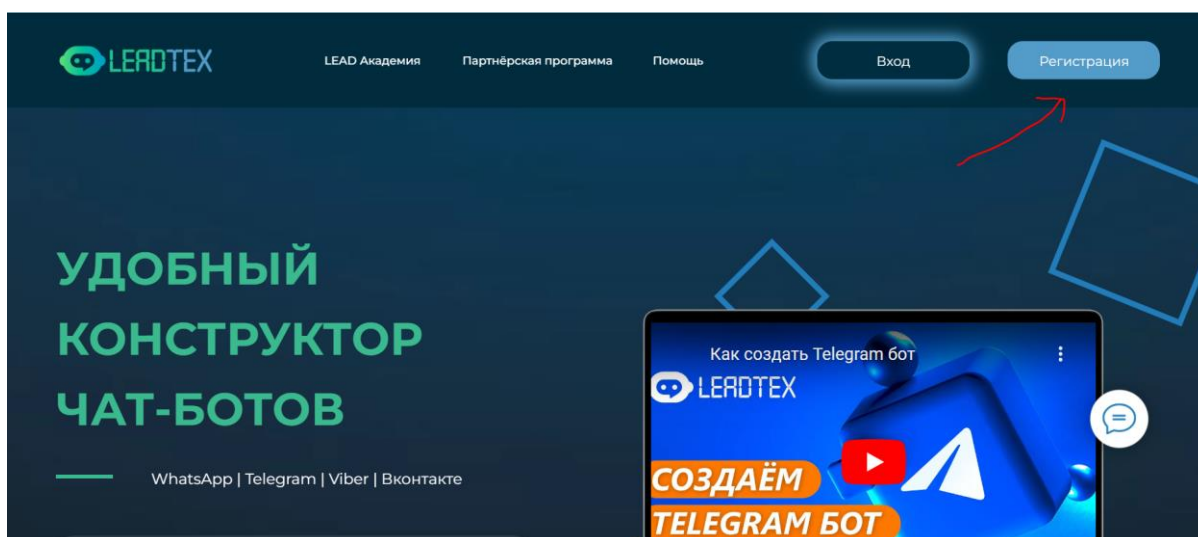 LEADTEX
LEAD Академия
Партнёрская программа
Помощь
Вход
Регистрация
УДОБНЫЙ
КОНСТРУКТОР
ЧАТ-БОТОВ
WhatsApp | Telegram | Viber | Вконтакте
Как создать Telegram бот
LEADTEX
СОЗДАЁМ
TELEGRAM БОТ